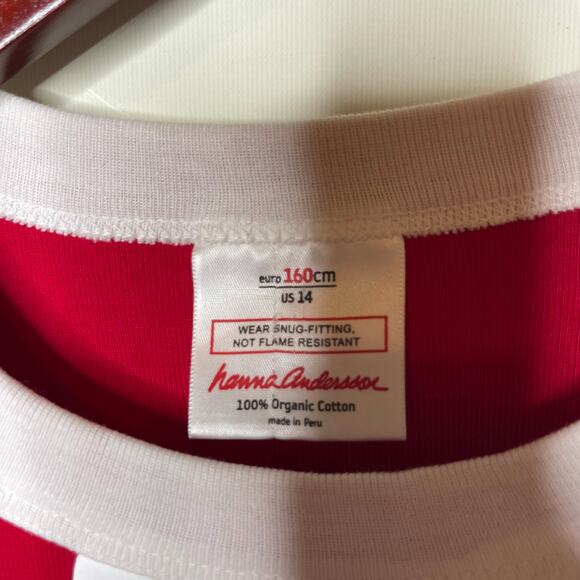 euro 160cm
US 14
WEAR SNUG-FITTING,
NOT FLAME RESISTANT
hanna andersson
100% Organic Cotton
made in Peru